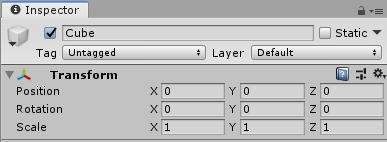 Inspector
Cube Static
Tag Untagged Layer Default
Transform
Position X 0 Y 0 Z 0
Rotation X 0 Y 0 Z 0
Scale X 1 Y 1 Z 1